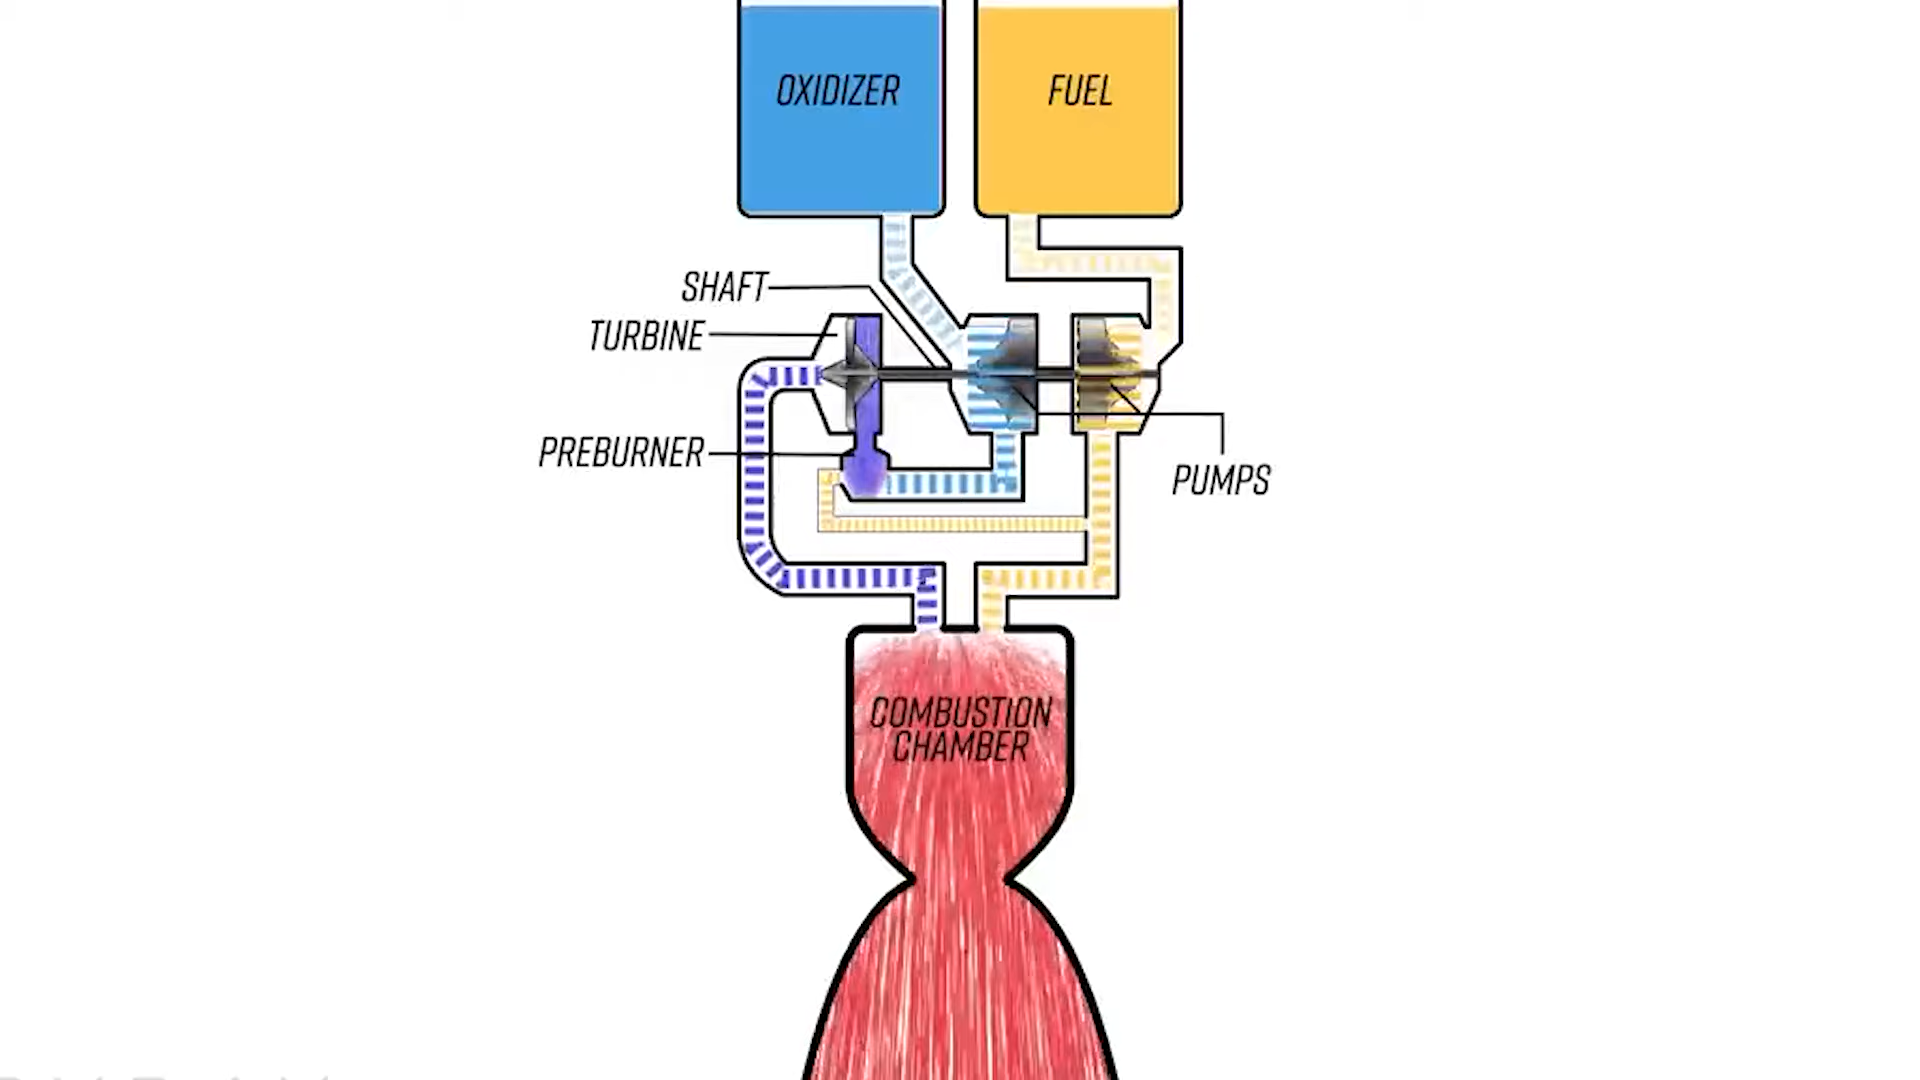 OXIDIZER
FUEL
SHAFT
TURBINE
PREBURNER
PUMPS
COMBUSTION
CHAMBER